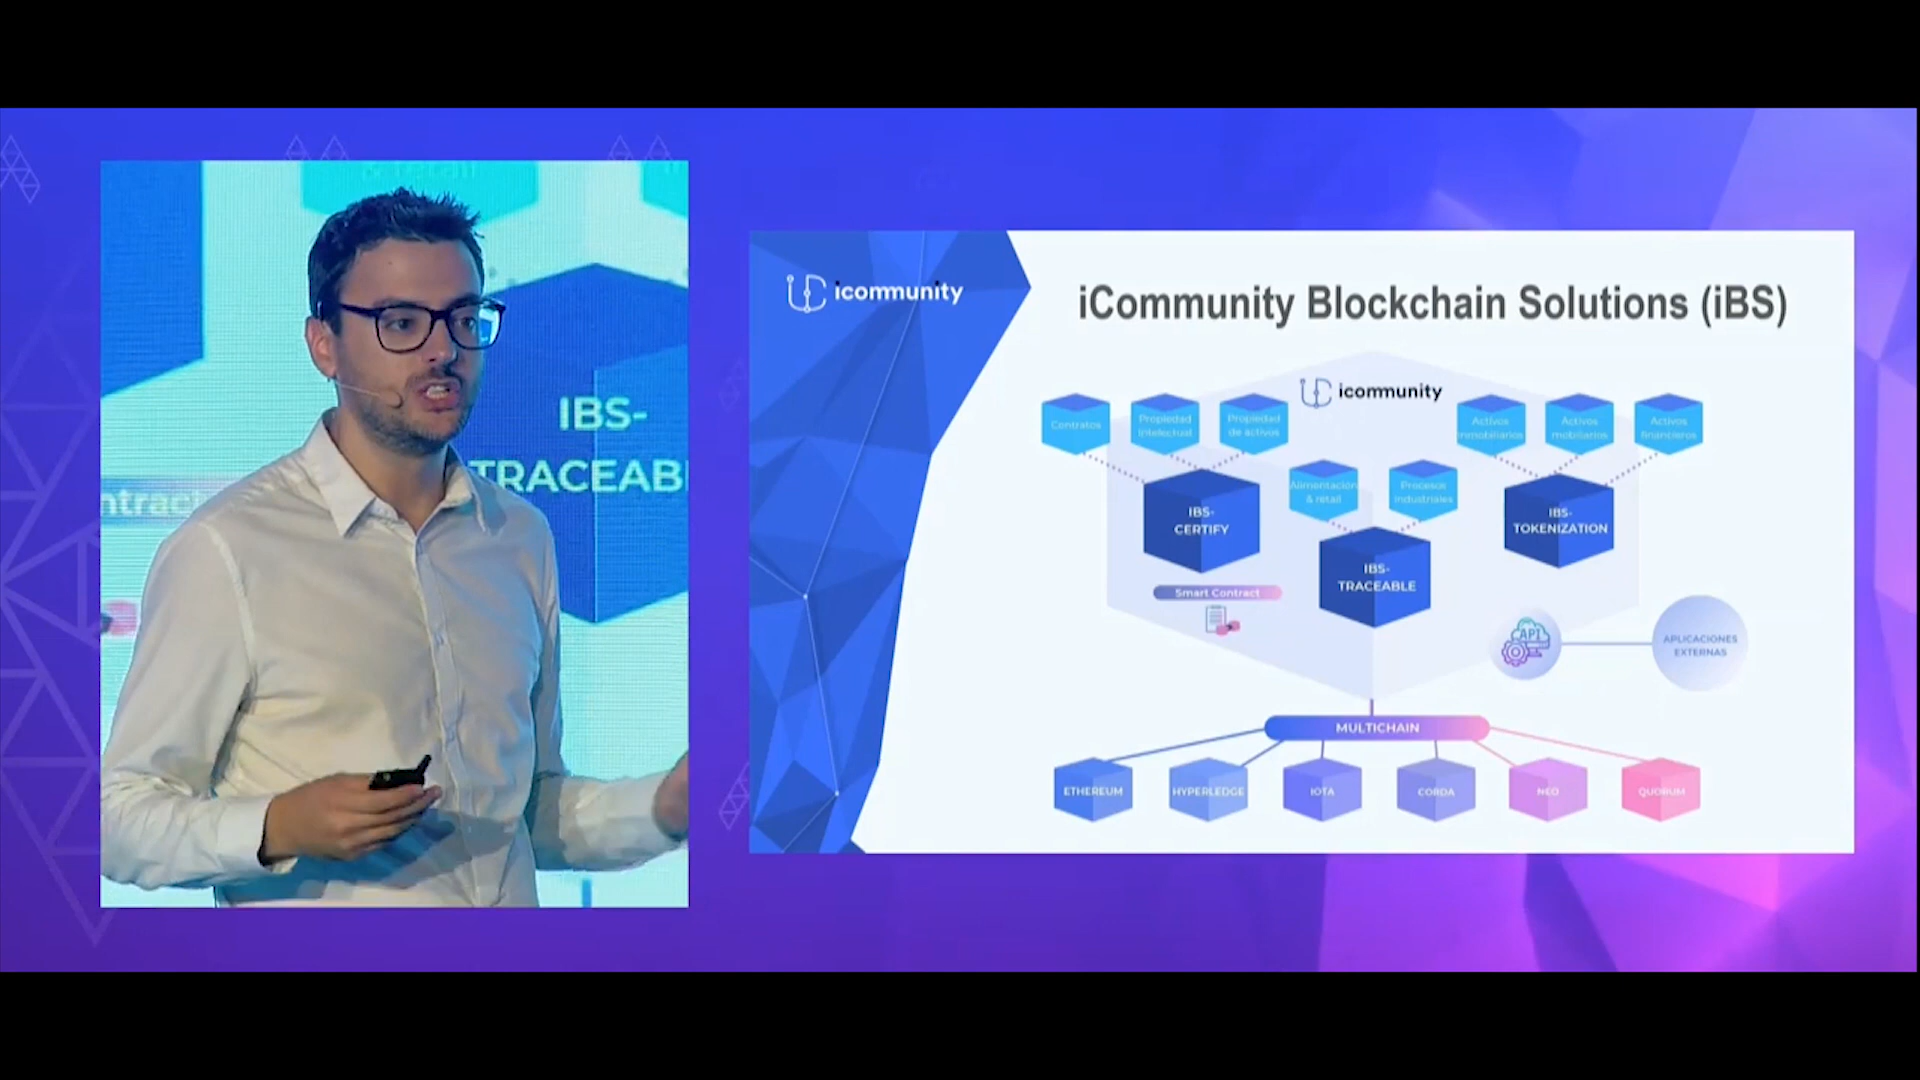 IBS-
TRACEAB
ntract
icommunity
iCommunity Blockchain Solutions (iBS)
icommunity
Contratos
Propiedad
intelectual
Propiedad
de activos
Activos
inmobiliarios
Activos
mobiliarios
Activos
financieros
Alimentación
& retail
Procesos
industriales
IBS-
CERTIFY
IBS-
TRACEABLE
IBS-
TOKENIZATION
Smart Contract
API
APLICACIONES
EXTERNAS
MULTICHAIN
ETHEREUM
HYPERLEDGE
IOTA
CORDA
NEO
QUORUM